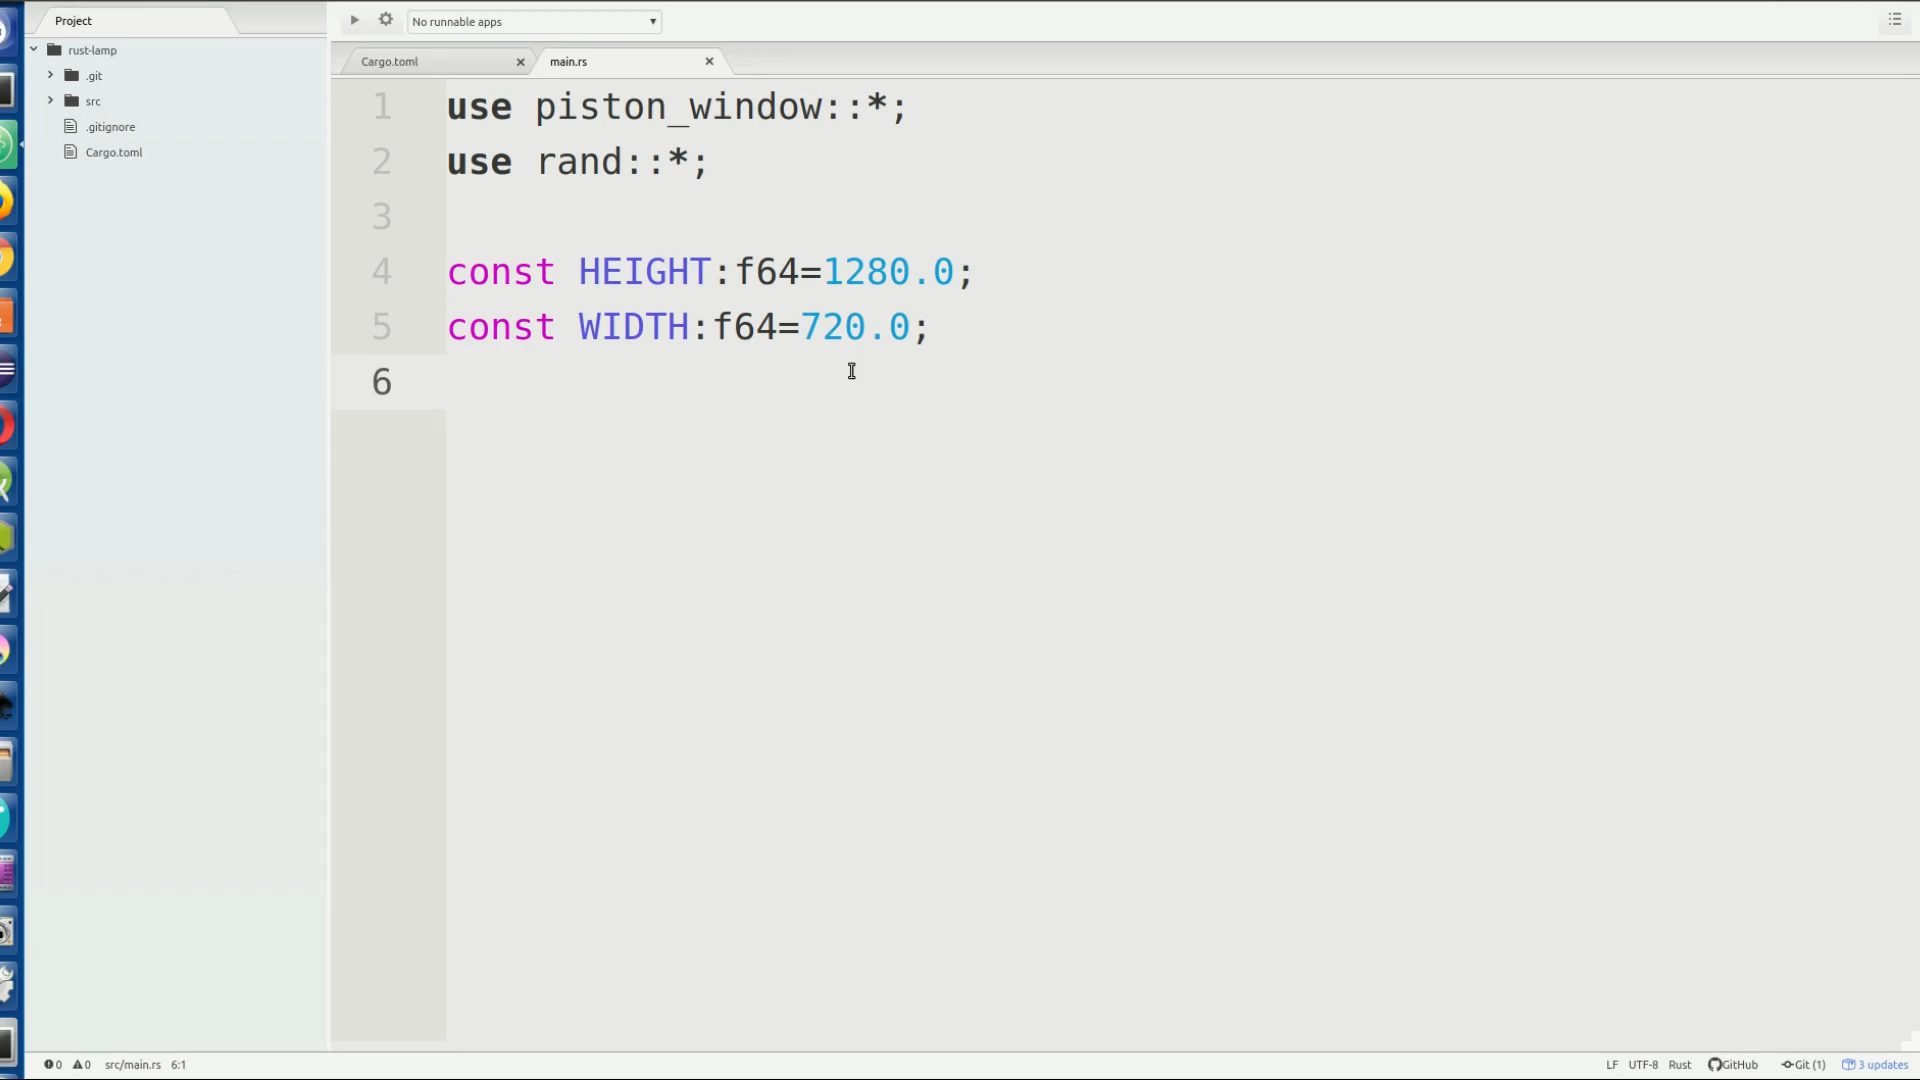 Project
No runnable apps
rust-lamp
.git
src
.gitignore
Cargo.toml
Cargo.toml
main.rs
1 use piston_window::*;
2 use rand::*;
3
4 const HEIGHT:f64=1280.0;
5 const WIDTH:f64=720.0;
6
0 0 src/main.rs 6:1
LF UTF-8 Rust GitHub Git (1) 3 updates